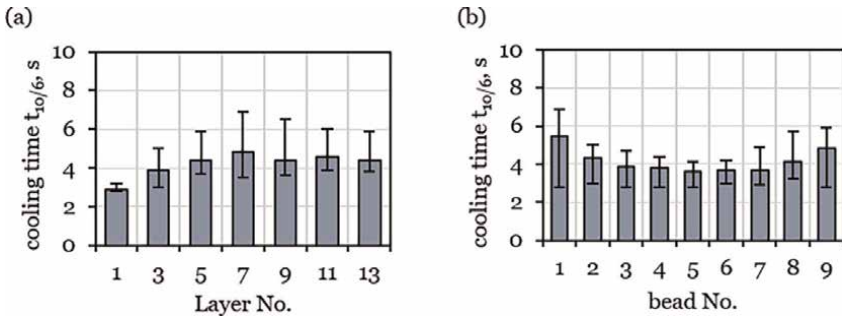 (a)
cooling time t10/6, s
10
8
6
4
2
0
1 3 5 7 9 11 13
Layer No.
(b)
cooling time t10/6, s
10
8
6
4
2
0
1 2 3 4 5 6 7 8 9
bead No.